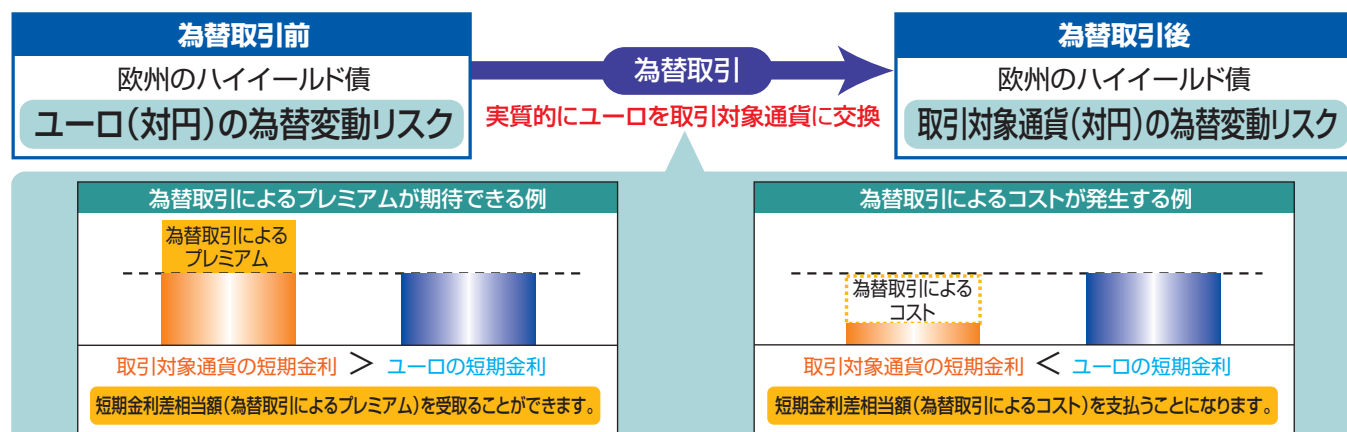 為替取引前
欧州のハイイールド債
ユーロ(対円)の為替変動リスク
為替取引
実質的にユーロを取引対象通貨に交換
為替取引後
欧州のハイイールド債
取引対象通貨(対円)の為替変動リスク
為替取引によるプレミアムが期待できる例
為替取引による
プレミアム
取引対象通貨の短期金利 > ユーロの短期金利
短期金利差相当額(為替取引によるプレミアム)を受取ることができます。
為替取引によるコストが発生する例
為替取引による
コスト
取引対象通貨の短期金利 < ユーロの短期金利
短期金利差相当額(為替取引によるコスト)を支払うことになります。